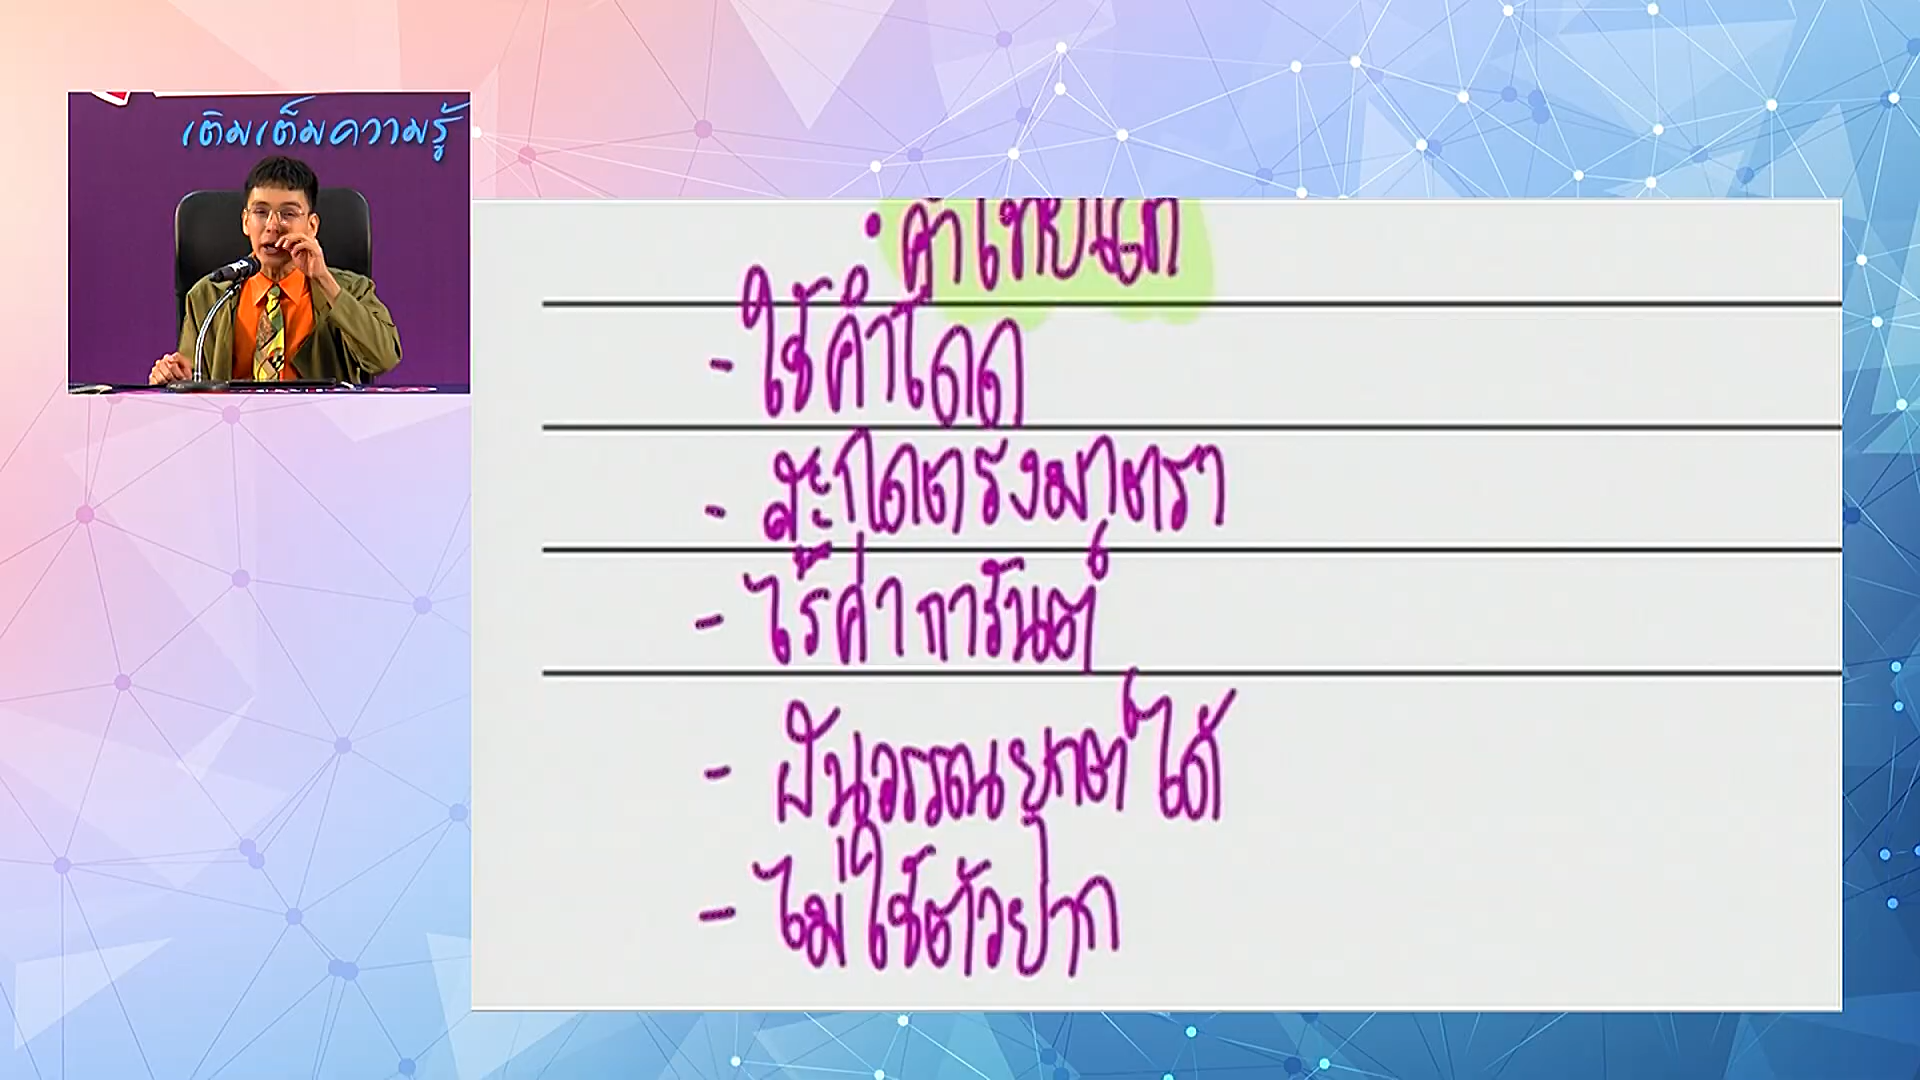 เติมเต็มความรู้
• คำไทยแท้
- ใช้คำโดด
- สะกดตรงมาตรา
- ไร้ค่าการันต์
- ผันวรรณยุกต์ได้
- ไม่ใช้ตัวยาก